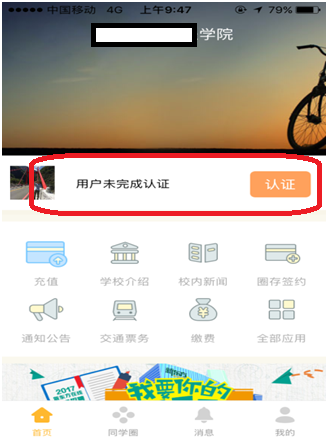 中国移动 4G 上午9:47 79%
学院
用户未完成认证 认证
充值 学校介绍 校内新闻 圈存签约
通知公告 交通票务 缴费 全部应用
2017
我要你的
首页 同学圈 消息 我的